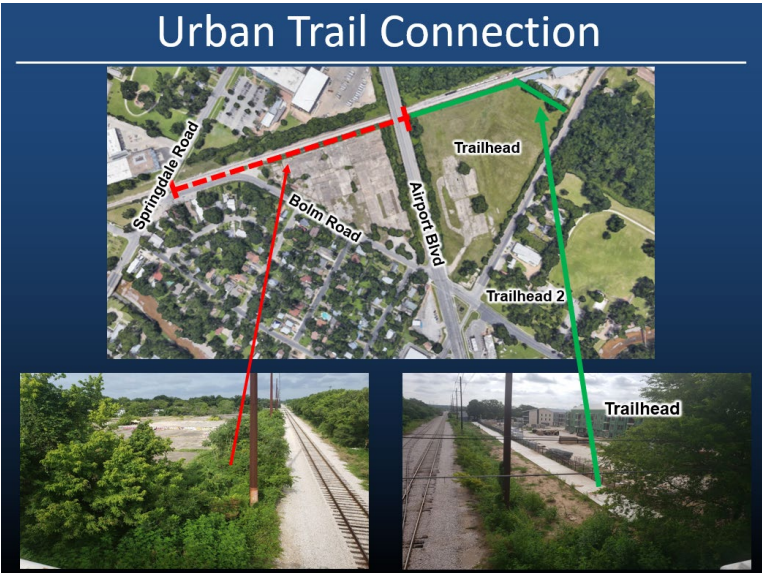 Urban Trail Connection
Springdale Road
Trailhead
Airport Blvd
Bolm Road
Trailhead 2
Trailhead